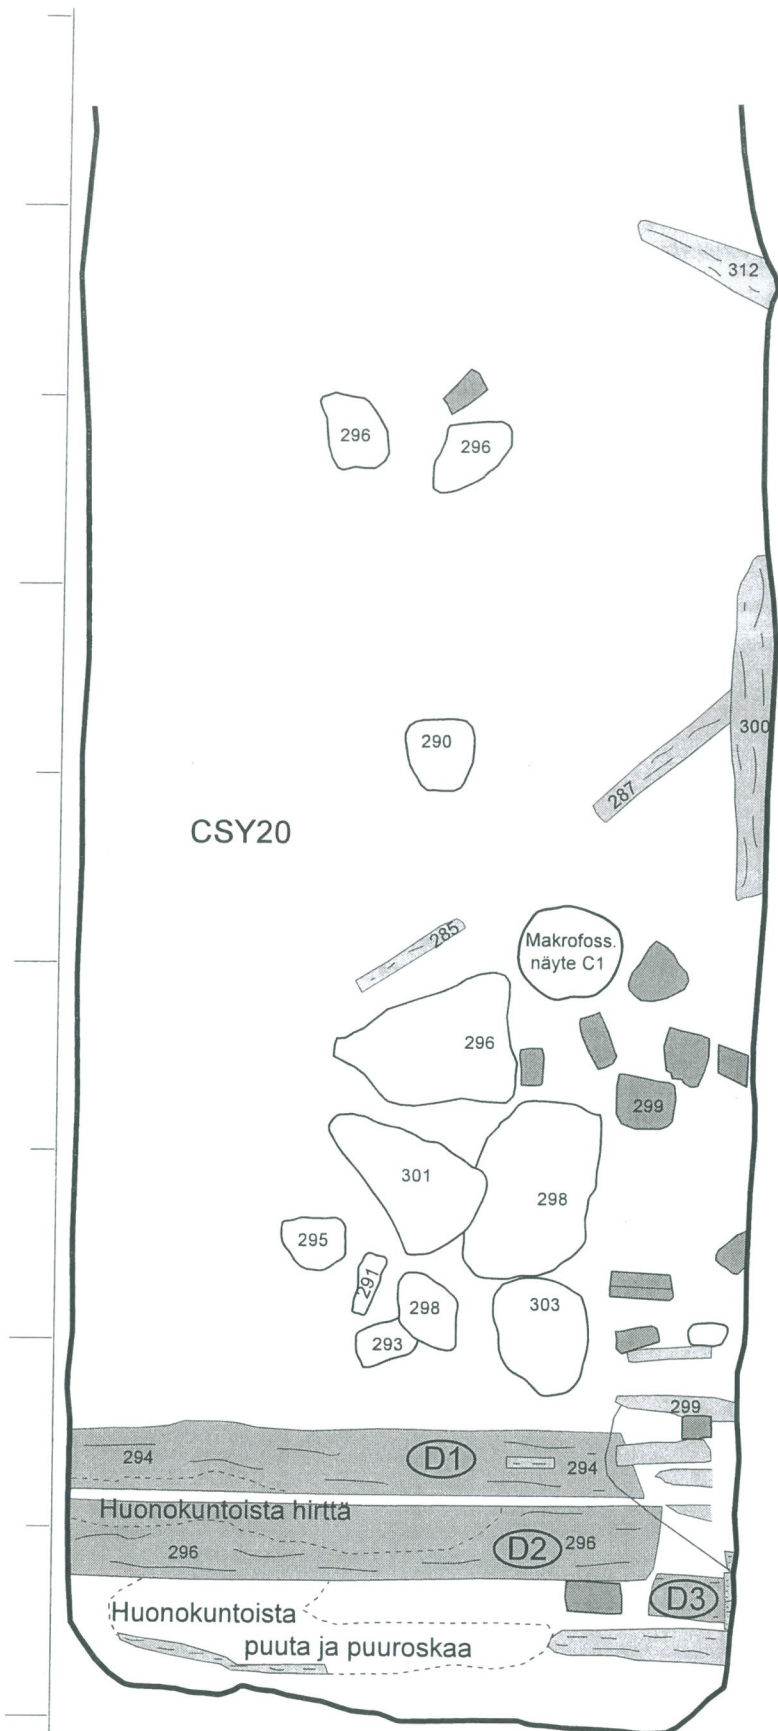 312
296
296
290
300
287
CSY20
285
Makrofoss.
näyte C1
296
299
301
298
295
291
298
303
293
299
294
D1
294
Huonokuntoista hirttä
296
D2
296
D3
Huonokuntoista
puuta ja puuroskaa